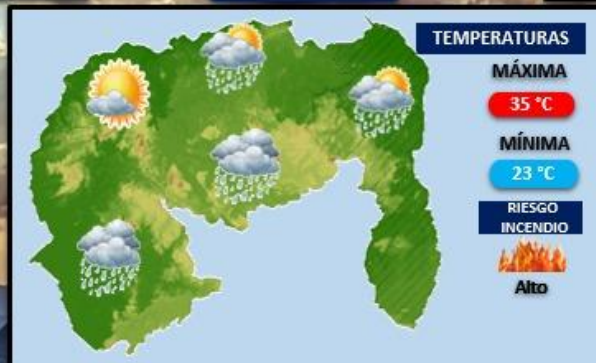 TEMPERATURAS
MÁXIMA
35 °C
MÍNIMA
23 °C
RIESGO
INCENDIO
Alto